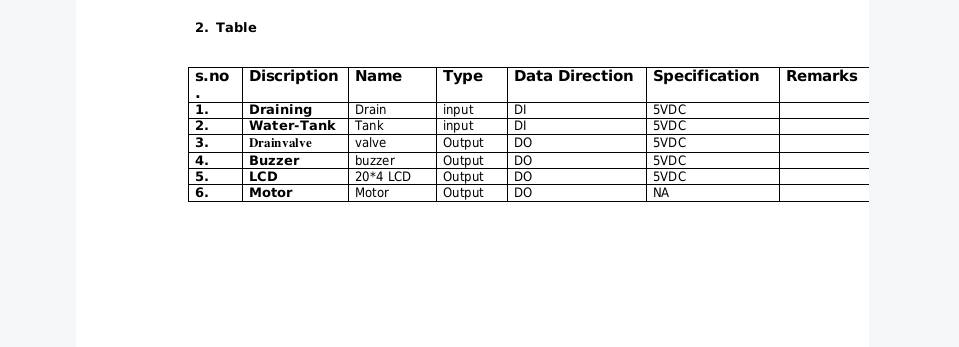 2. Table
s.no. Discription Name Type Data Direction Specification Remarks
1. Draining Drain input DI 5VDC
2. Water-Tank Tank input DI 5VDC
3. Drainvalve valve Output DO 5VDC
4. Buzzer buzzer Output DO 5VDC
5. LCD 20*4 LCD Output DO 5VDC
6. Motor Motor Output DO NA